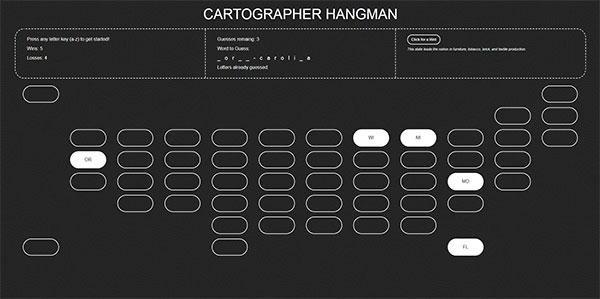 CARTOGRAPHER HANGMAN
Press any letter key (a-z) to get started!
Wins: 5
Losses: 4
Guesses remaing: 3
Word to Guess:
_ o r _ _ - c a r o l i _ a
Letters already guessed:
Click for a Hint
This state leads the nation in furniture, tobacco, brick, and textile production.
WI
MI
OR
MO
FL